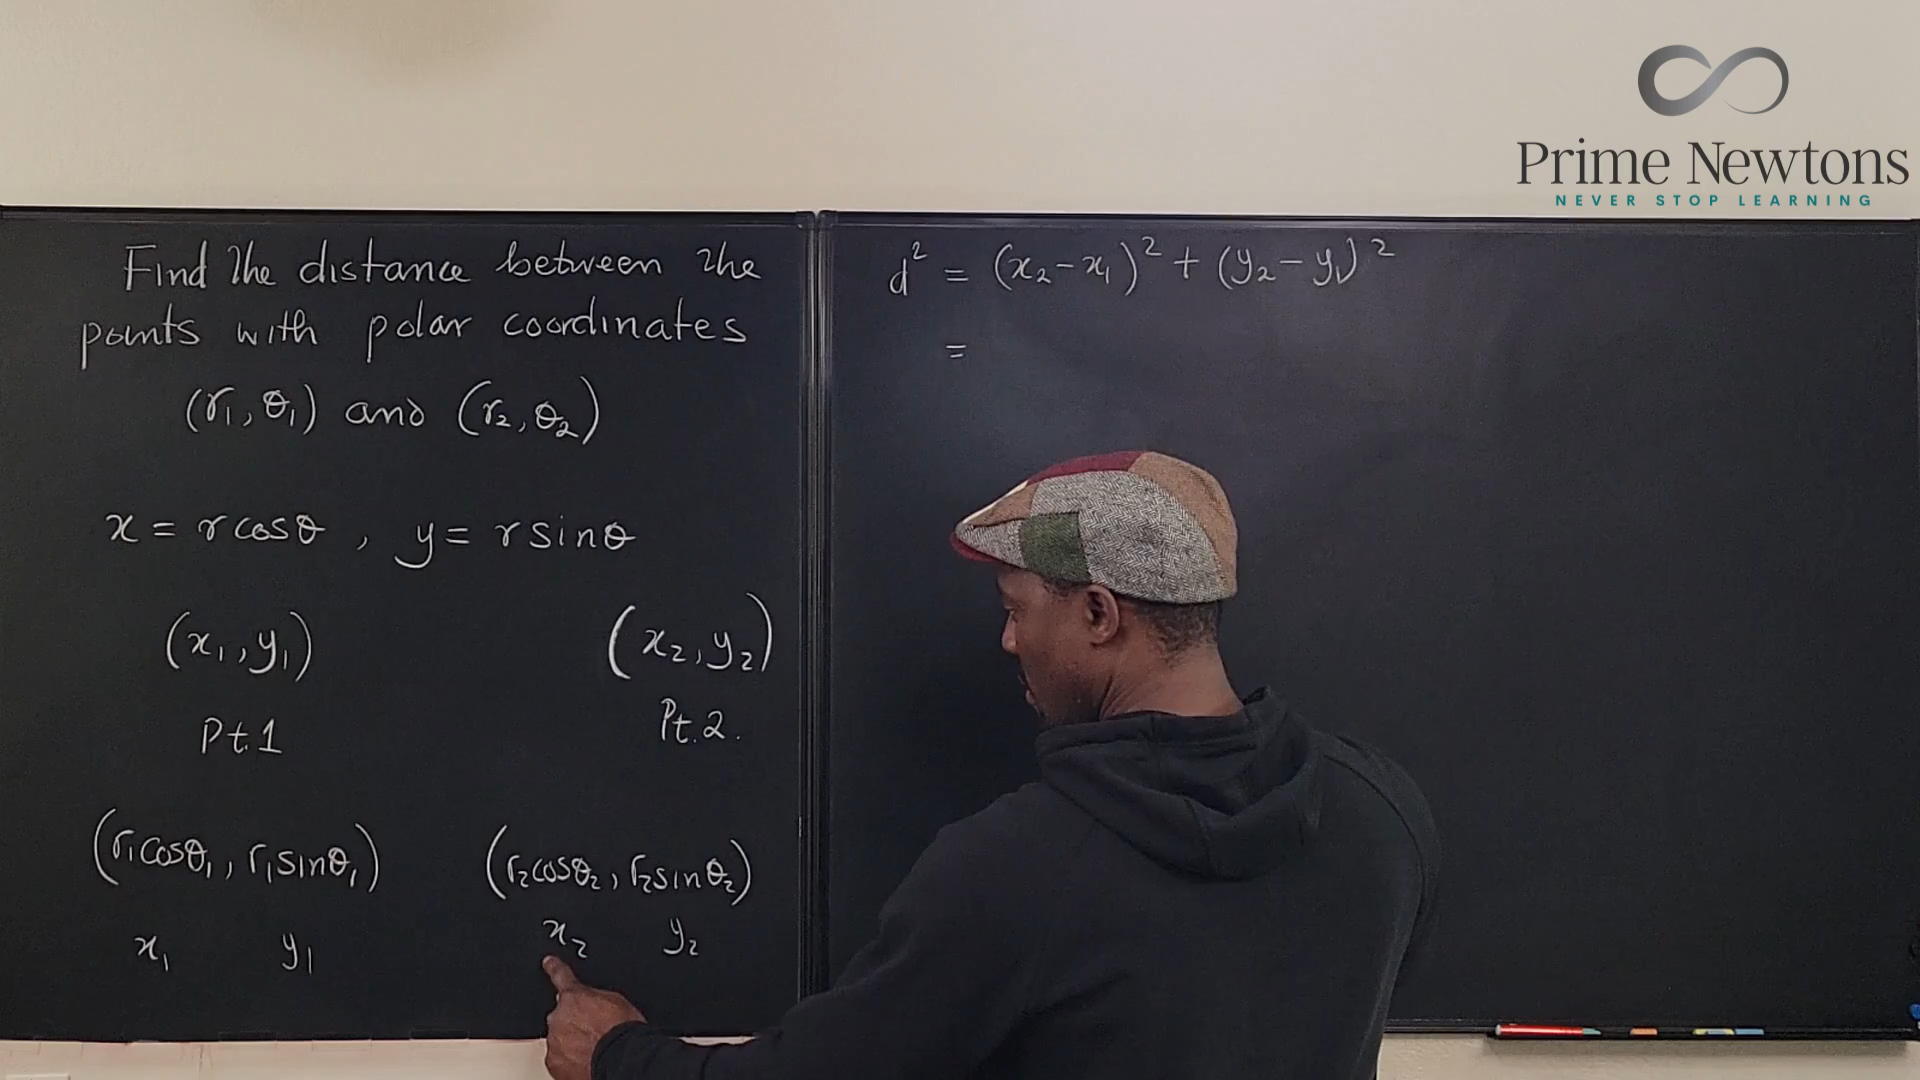 Prime Newtons
NEVER STOP LEARNING
Find the distance between the
points with polar coordinates
(r₁, θ₁) and (r₂, θ₂)
x = r cosθ , y = r sinθ
(x₁, y₁) (x₂, y₂)
Pt.1 Pt.2.
(r₁cosθ₁, r₁sinθ₁) (r₂cosθ₂, r₂sinθ₂)
x₁ y₁ x₂ y₂
d² = (x₂ − x₁)² + (y₂ − y₁)²
=